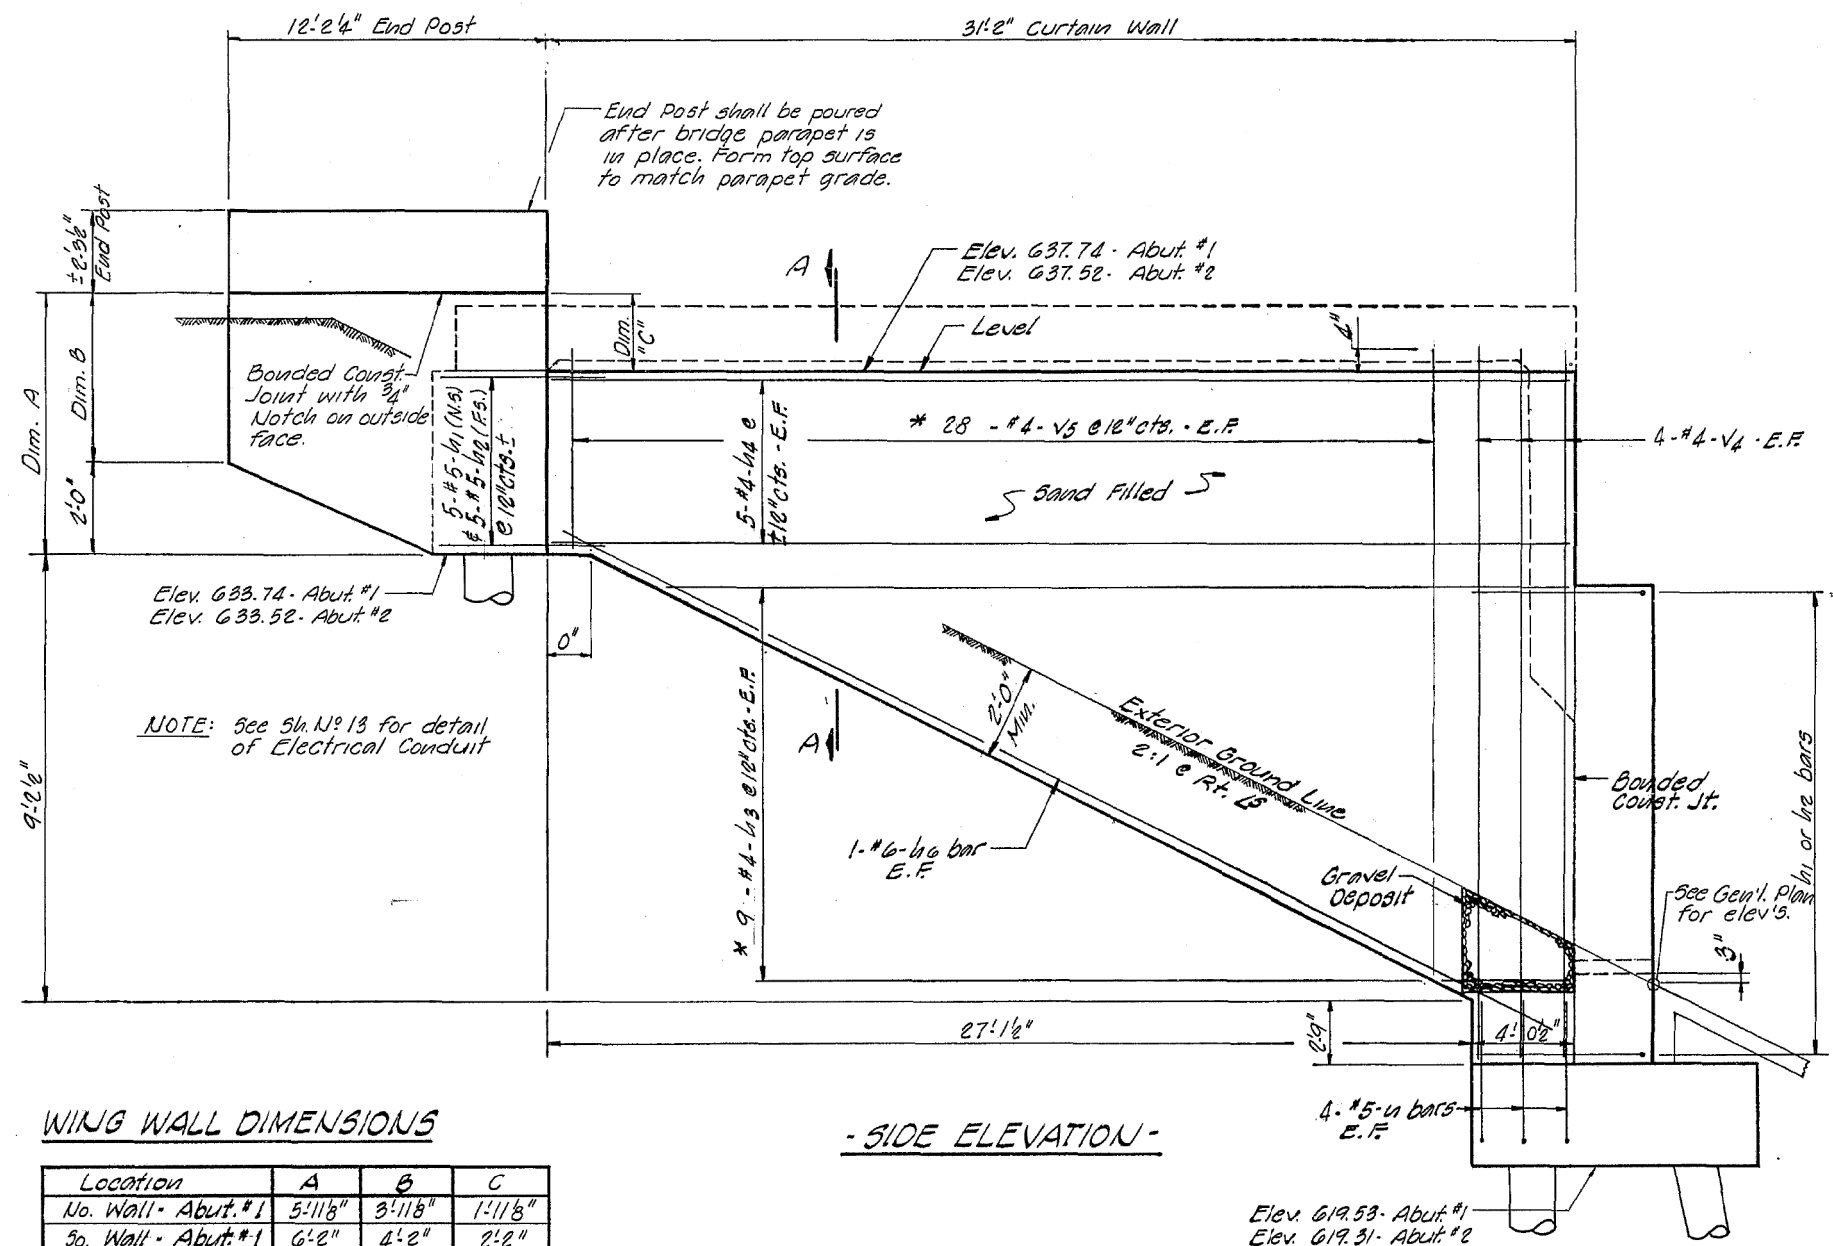 12'-2¼" End Post
31'-2" Curtain Wall
End Post shall be poured
after bridge parapet is
in place. Form top surface
to match parapet grade.
±2'-3½"
End Post
A
Elev. 637.74 - Abut. #1
Elev. 637.52 - Abut. #2
Dim. "C"
Level
4"
Dim. A
Dim. B
2'-0"
Bonded Const.
Joint with ¾"
Notch on outside
face.
5-#5-h1 (N.S.)
& 5-#5-h2 (F.S.)
@ 12"cts.±
5-#4-h4 @
±12"cts. - E.F.
* 28 - #4 - V5 @ 12" cts. - E.F.
4-#4-V4 - E.F.
Sand Filled
Elev. 633.74 - Abut. #1
Elev. 633.52 - Abut. #2
0"
NOTE: See Sh. Nº 13 for detail
of Electrical Conduit
9'-2½"
* 9 - #4 - h3 @ 12" cts. - E.F.
2'-0"
Min.
A
Exterior Ground Line
2:1 @ Rt. ∠s
1-#6-h6 bar
E.F.
Gravel
Deposit
Bonded
Const. Jt.
h1 or h2 bars
See Gen'l. Plan
for elev's.
3"
27'-1½"
2'-9"
4'-0½"
4-#5-n bars
E.F.
WING WALL DIMENSIONS
- SIDE ELEVATION -
Location A B C
No. Wall - Abut. #1 5'-11⅛" 3'-11⅛" 1'-11⅛"
So. Wall - Abut. #1 6'-2" 4'-2" 2'-2"
Elev. 619.53 - Abut. #1
Elev. 619.31 - Abut. #2